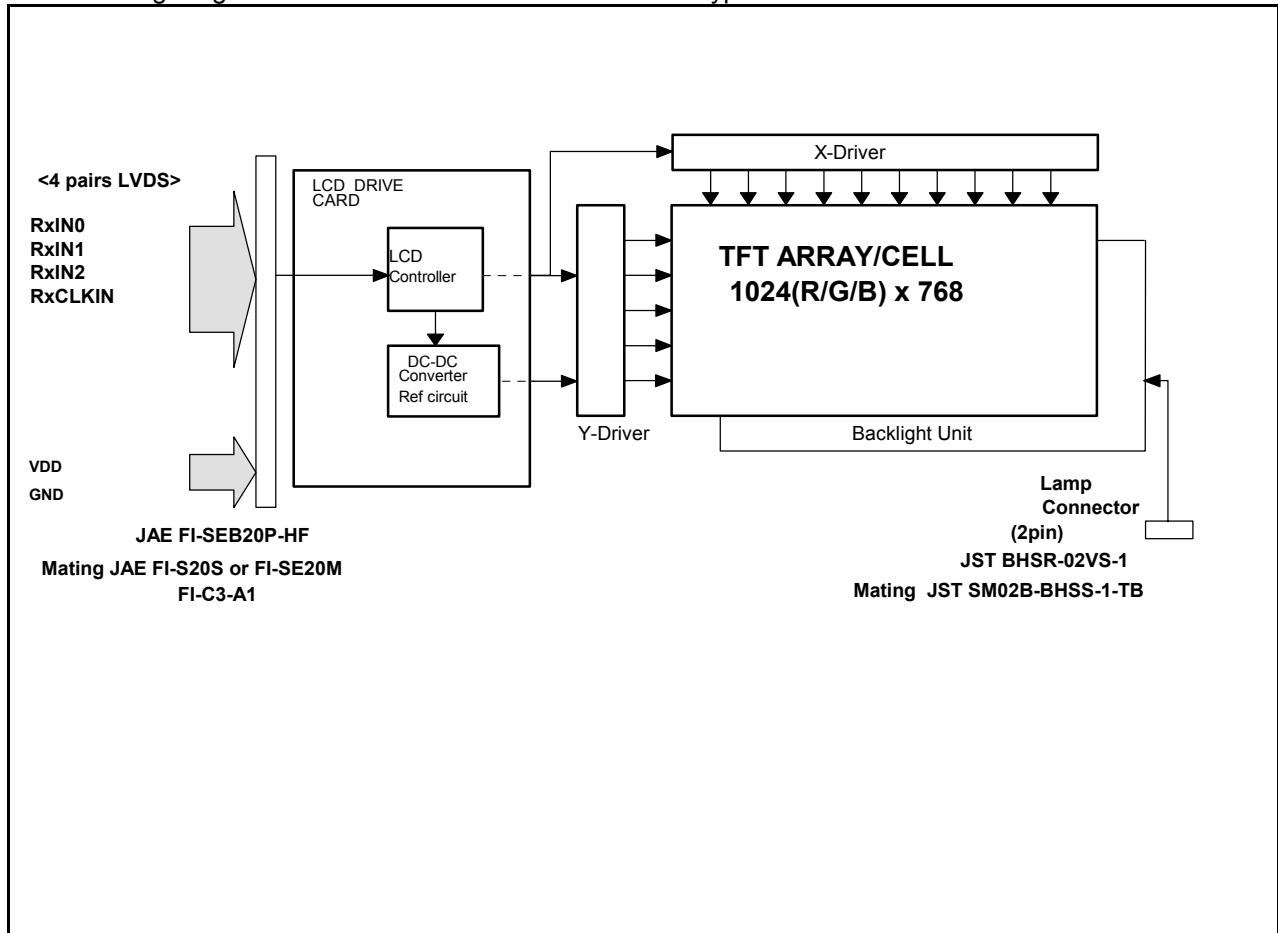 <4 pairs LVDS>
RxIN0
RxIN1
RxIN2
RxCLKIN
VDD
GND
JAE FI-SEB20P-HF
Mating JAE FI-S20S or FI-SE20M
FI-C3-A1
LCD DRIVE
CARD
LCD
Controller
DC-DC
Converter
Ref circuit
X-Driver
Y-Driver
TFT ARRAY/CELL
1024(R/G/B) x 768
Backlight Unit
Lamp
Connector
(2pin)
JST BHSR-02VS-1
Mating JST SM02B-BHSS-1-TB